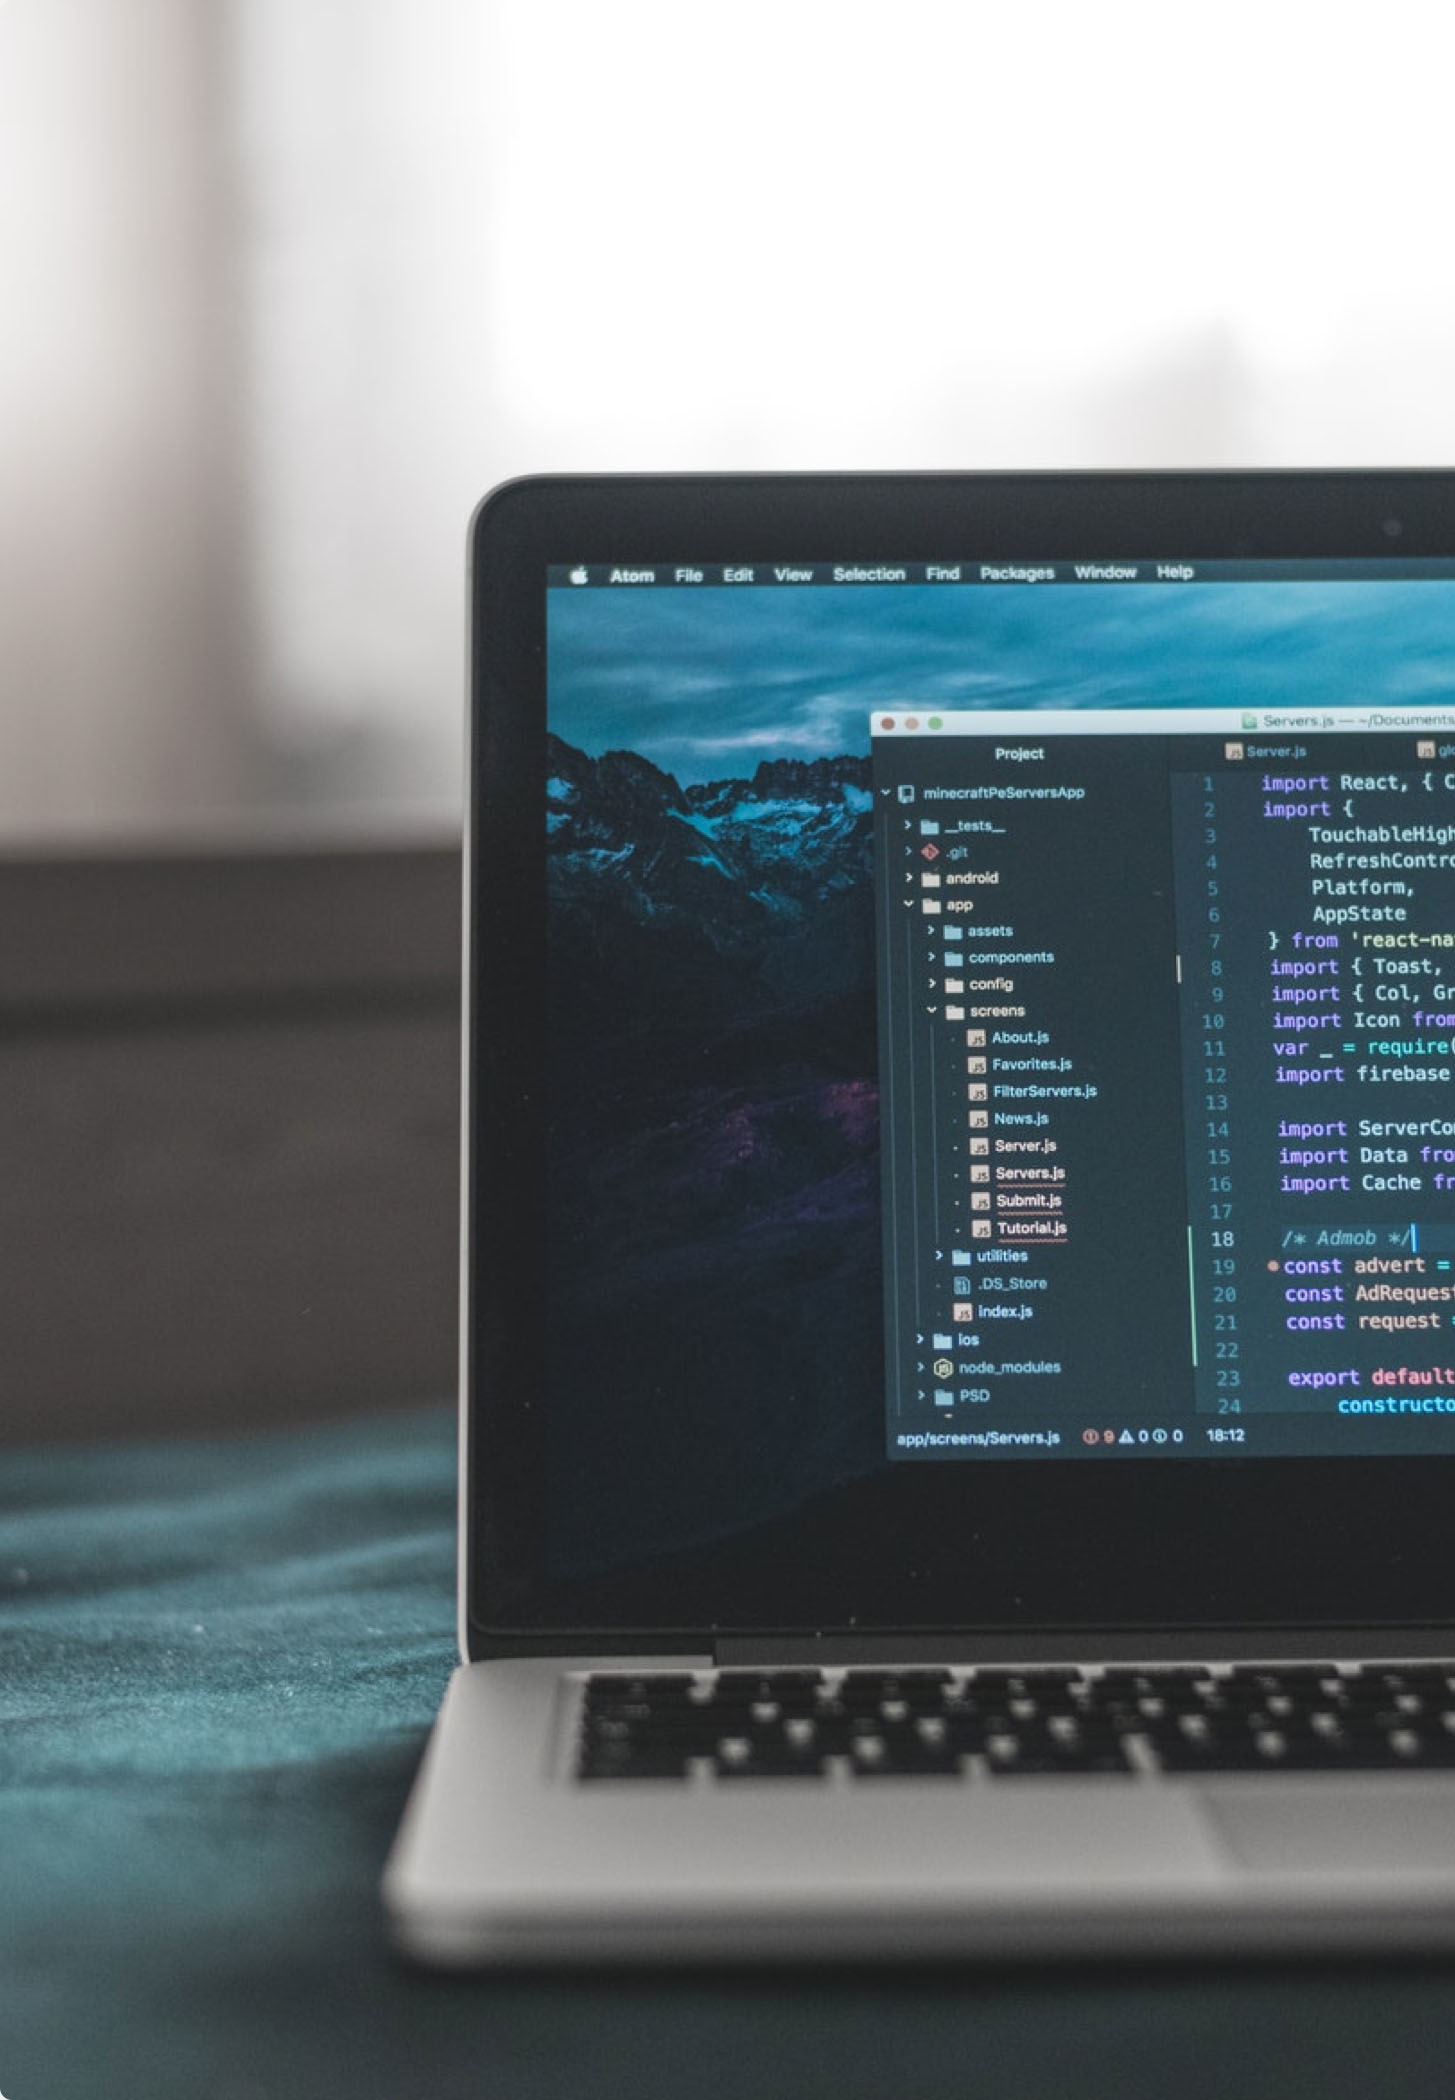 Atom File Edit View Selection Find Packages Window Help
Servers.js — ~/Documents
Project
Server.js
minecraftPeServersApp
__tests__
.git
android
app
assets
components
config
screens
About.js
Favorites.js
FilterServers.js
News.js
Server.js
Servers.js
Submit.js
Tutorial.js
utilities
.DS_Store
index.js
ios
node_modules
PSD
1 import React, { C
2 import {
3 TouchableHigh
4 RefreshContro
5 Platform,
6 AppState
7 } from 'react-na
8 import { Toast,
9 import { Col, Gr
10 import Icon from
11 var _ = require(
12 import firebase
13
14 import ServerCom
15 import Data from
16 import Cache fr
17
18 /* Admob */
19 const advert =
20 const AdRequest
21 const request =
22
23 export default
24 constructo
app/screens/Servers.js 9 0 0 18:12